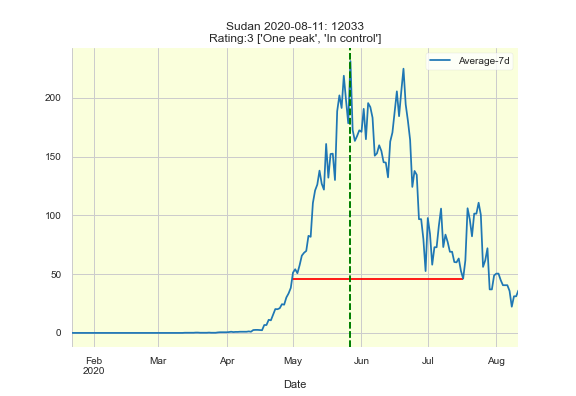 Sudan 2020-08-11: 12033
Rating:3 ['One peak', 'In control']
Average-7d
200
150
100
50
0
Feb
2020
Mar
Apr
May
Jun
Jul
Aug
Date